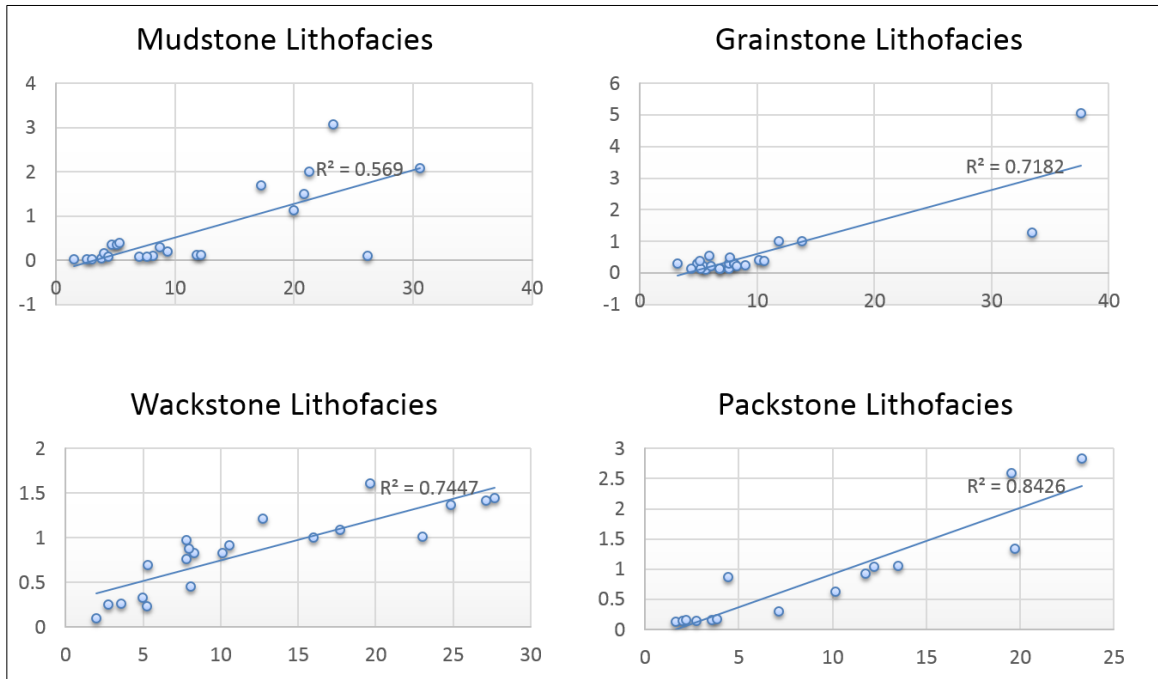 Mudstone Lithofacies
4
3
2
1
0
-1
0 10 20 30 40
R² = 0.569
Grainstone Lithofacies
6
5
4
3
2
1
0
-1
0 10 20 30 40
R² = 0.7182
Wackstone Lithofacies
2
1.5
1
0.5
0
0 5 10 15 20 25 30
R² = 0.7447
Packstone Lithofacies
3
2.5
2
1.5
1
0.5
0
0 5 10 15 20 25
R² = 0.8426